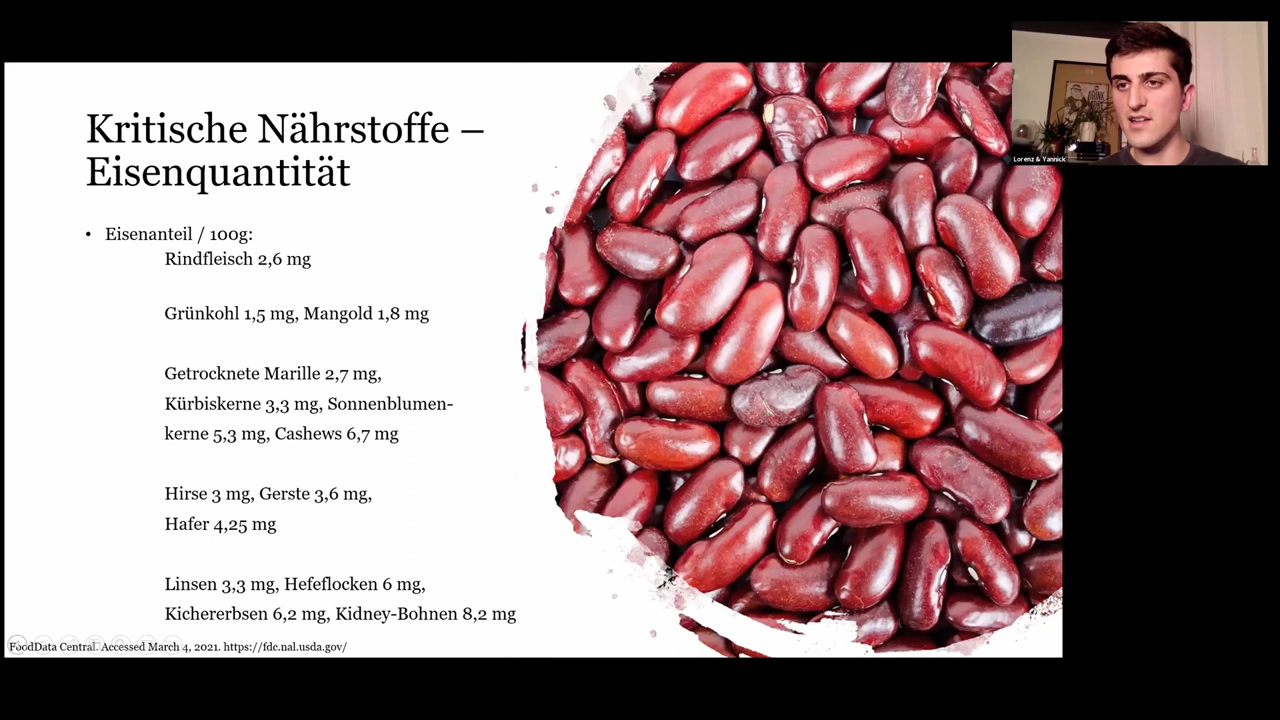 Kritische Nährstoffe –
Eisenquantität
• Eisenanteil / 100g:
Rindfleisch 2,6 mg
Grünkohl 1,5 mg, Mangold 1,8 mg
Getrocknete Marille 2,7 mg,
Kürbiskerne 3,3 mg, Sonnenblumen-
kerne 5,3 mg, Cashews 6,7 mg
Hirse 3 mg, Gerste 3,6 mg,
Hafer 4,25 mg
Linsen 3,3 mg, Hefeflocken 6 mg,
Kichererbsen 6,2 mg, Kidney-Bohnen 8,2 mg
FoodData Central. Accessed March 4, 2021. https://fdc.nal.usda.gov/
DRINK
Lorenz & Yannick